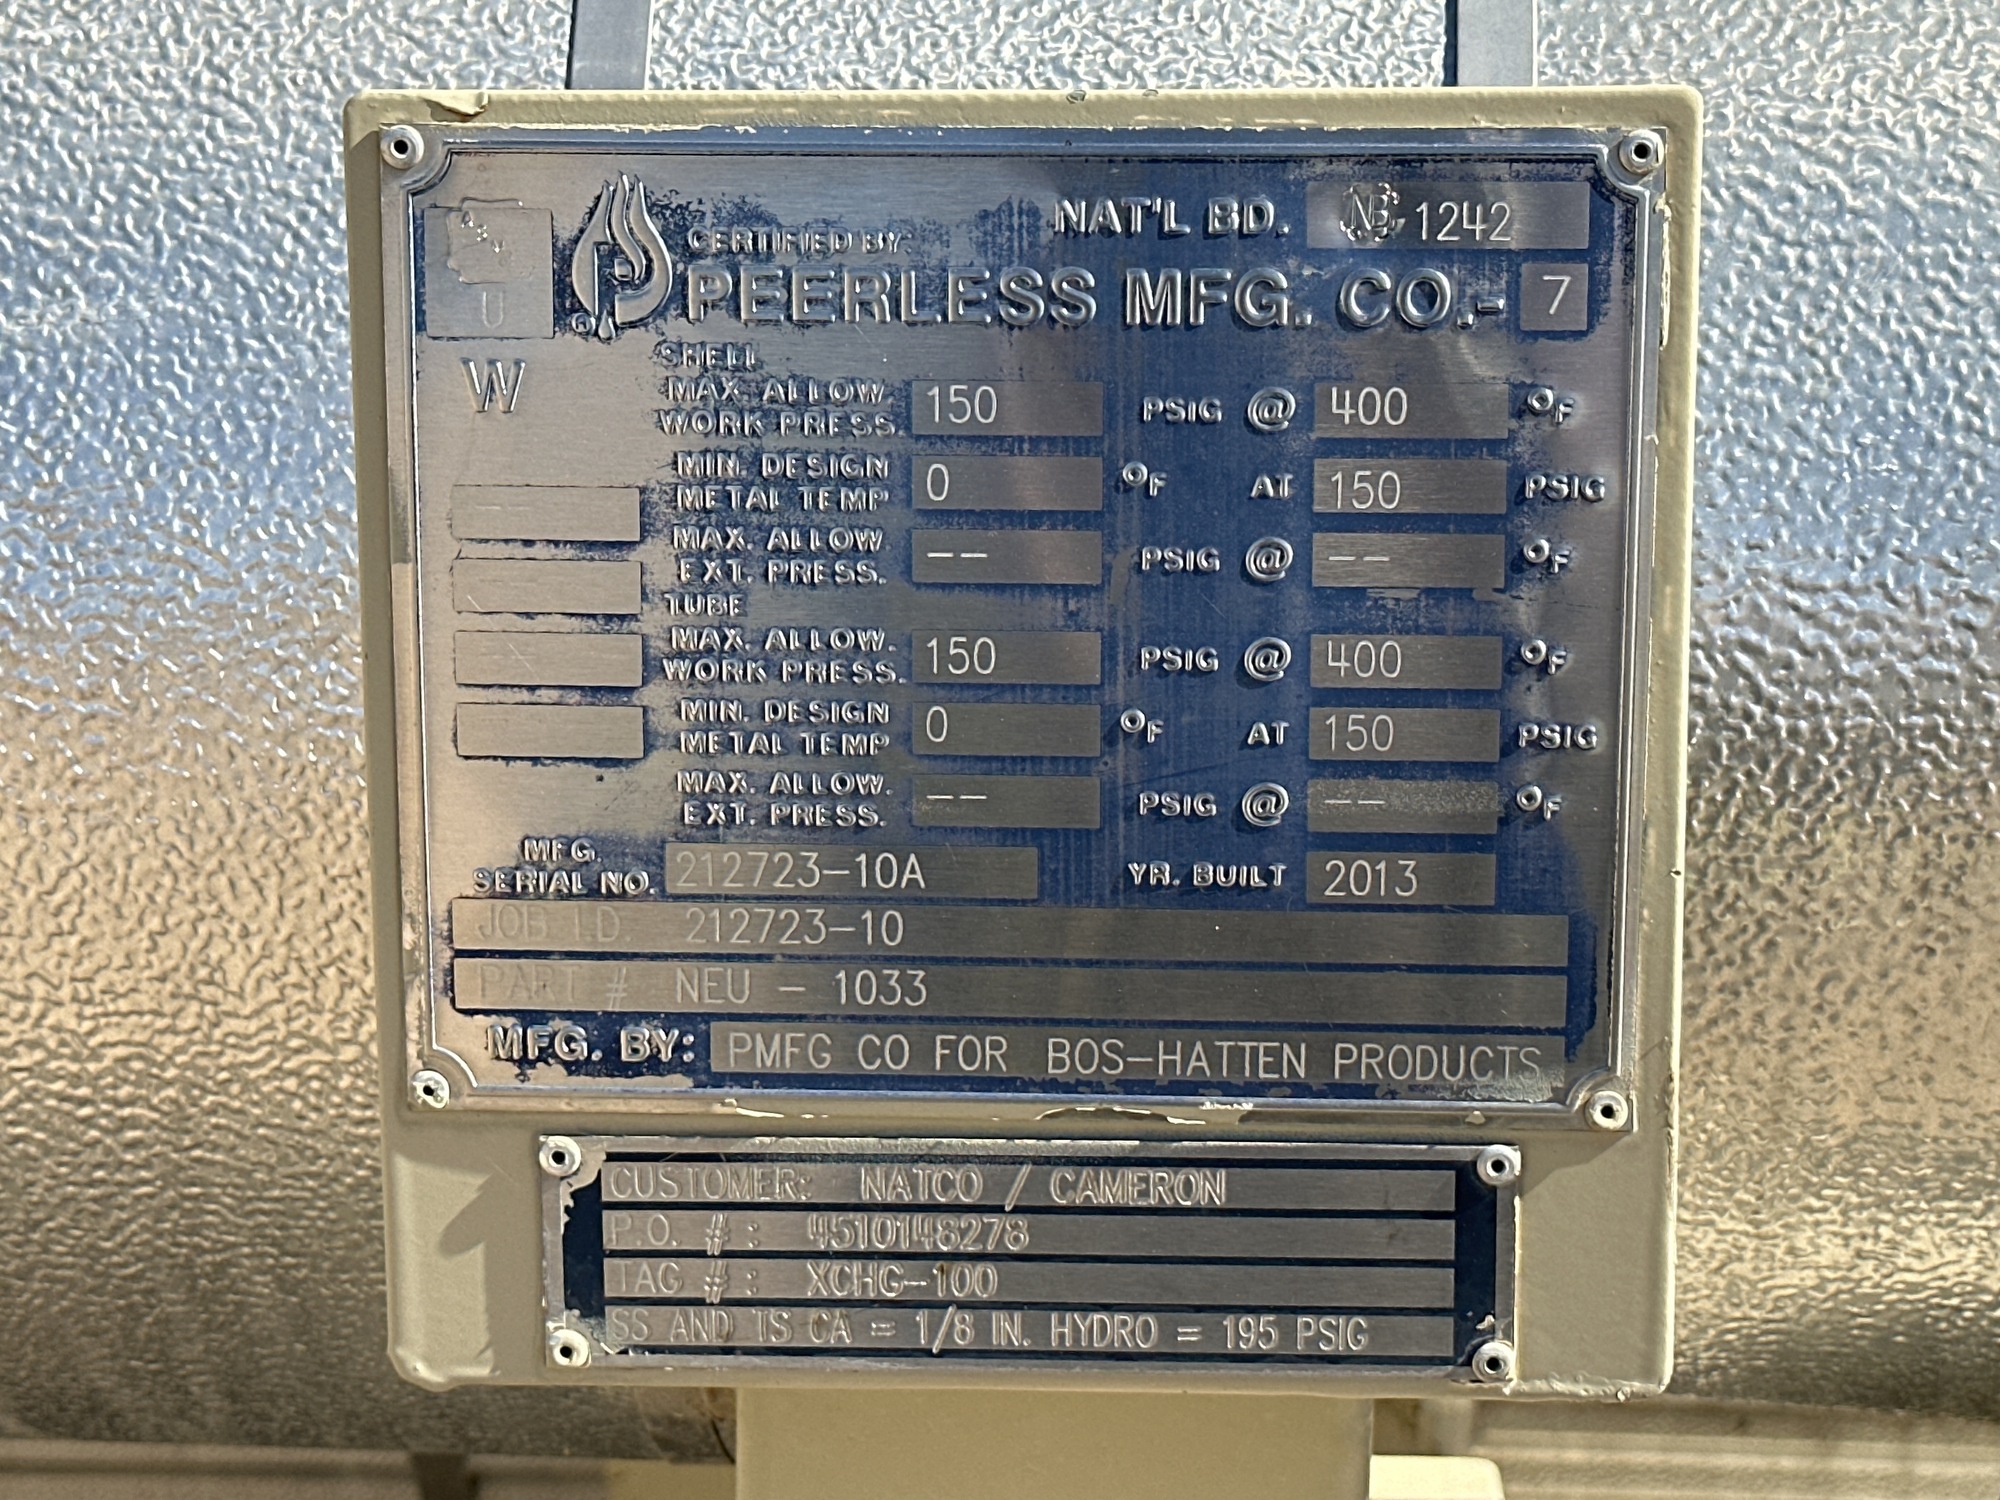 NAT'L BD. NB 1242
U
CERTIFIED BY:
PEERLESS MFG. CO.- 7
W
SHELL
MAX. ALLOW. WORK PRESS. 150 PSIG @ 400 °F
MIN. DESIGN METAL TEMP 0 °F AT 150 PSIG
MAX. ALLOW EXT. PRESS. -- PSIG @ -- °F
TUBE
MAX. ALLOW. WORK PRESS. 150 PSIG @ 400 °F
MIN. DESIGN METAL TEMP 0 °F AT 150 PSIG
MAX. ALLOW. EXT. PRESS. -- PSIG @ -- °F
MFG. SERIAL NO. 212723-10A YR. BUILT 2013
JOB I.D. 212723-10
PART # NEU - 1033
MFG. BY: PMFG CO FOR BOS-HATTEN PRODUCTS
CUSTOMER: NATCO / CAMERON
P.O. #: 4510148278
TAG #: XCHG-100
SS AND TS CA = 1/8 IN. HYDRO = 195 PSIG